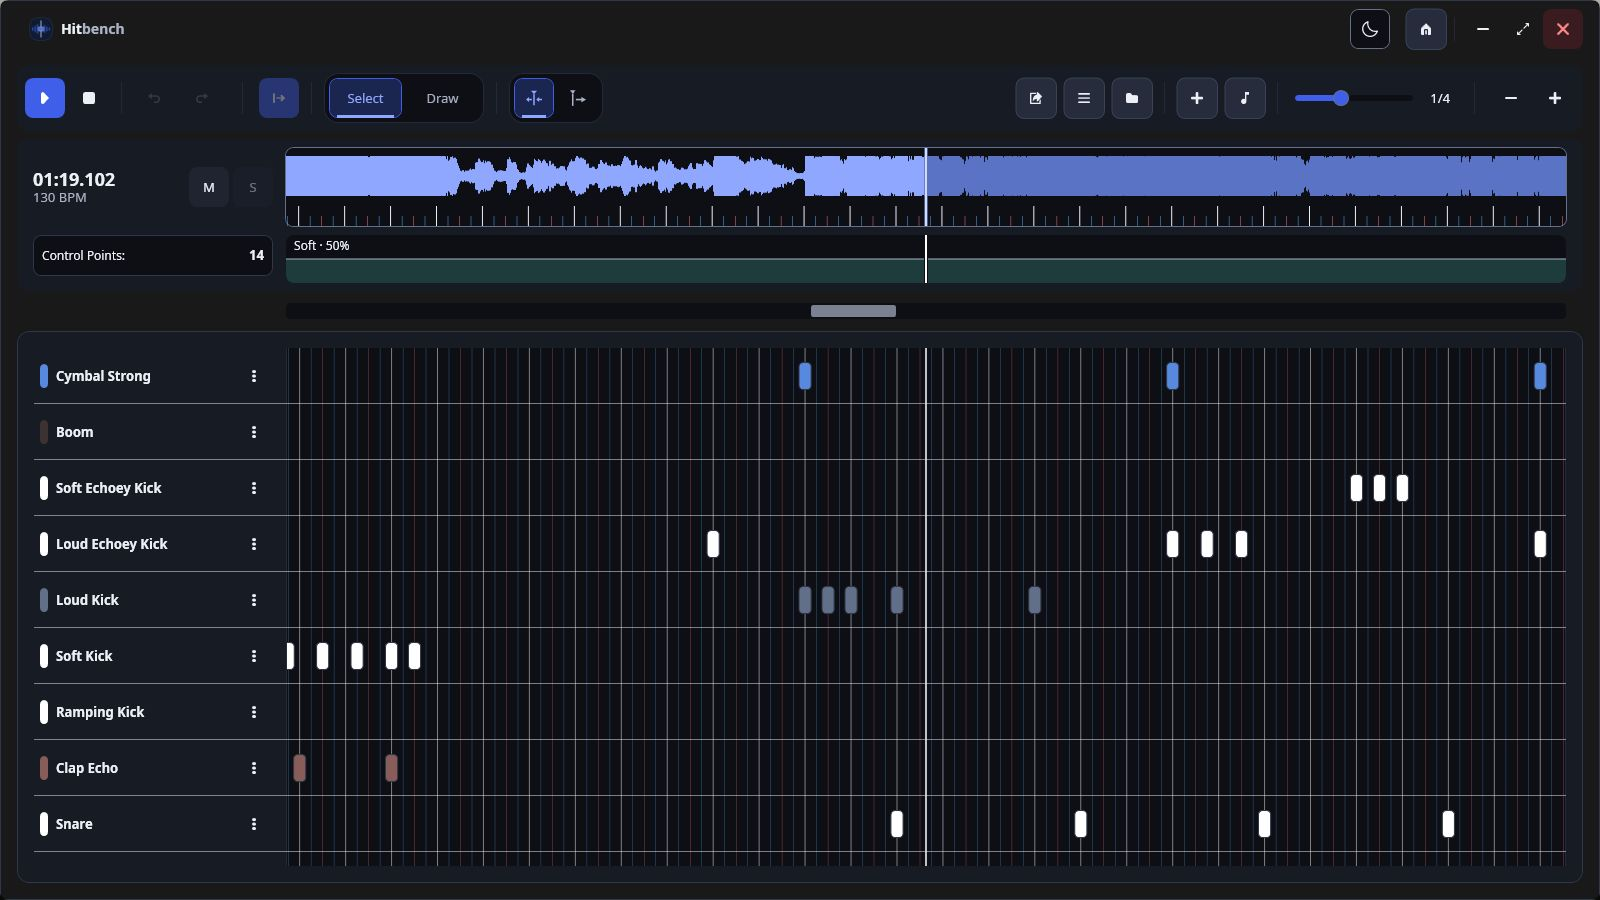 Hitbench
Select
Draw
1/4
01:19.102
130 BPM
M
S
Control Points:
14
Soft · 50%
Cymbal Strong
Boom
Soft Echoey Kick
Loud Echoey Kick
Loud Kick
Soft Kick
Ramping Kick
Clap Echo
Snare